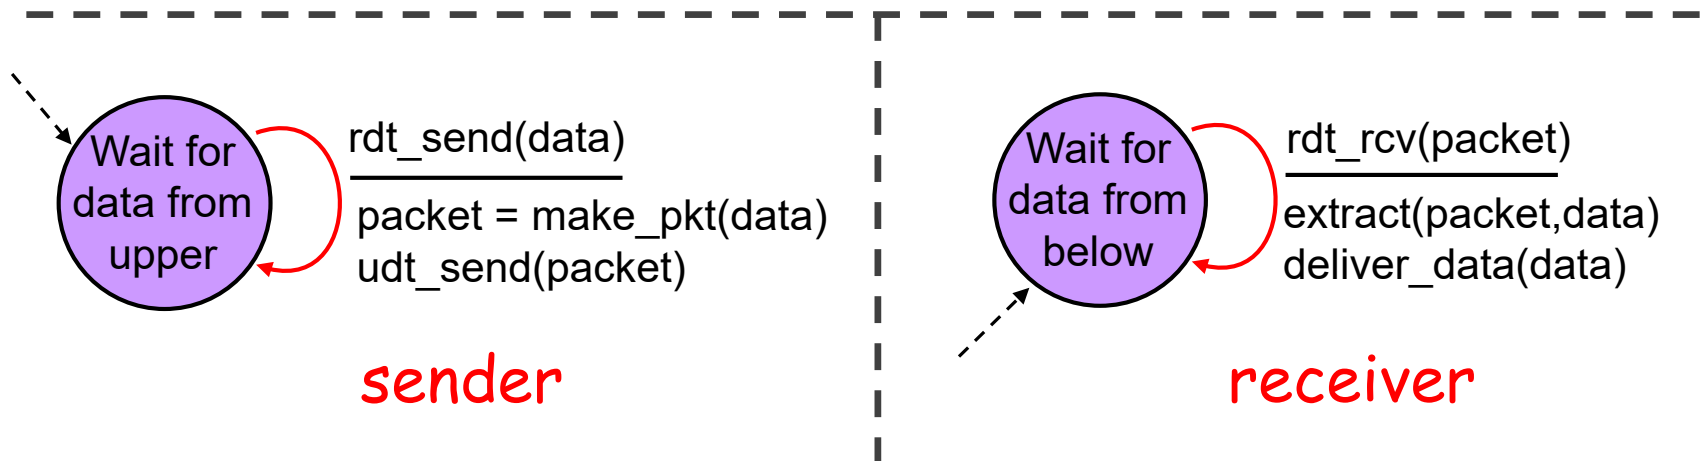 Wait for
data from
upper
rdt_send(data)
packet = make_pkt(data)
udt_send(packet)
sender
Wait for
data from
below
rdt_rcv(packet)
extract(packet,data)
deliver_data(data)
receiver